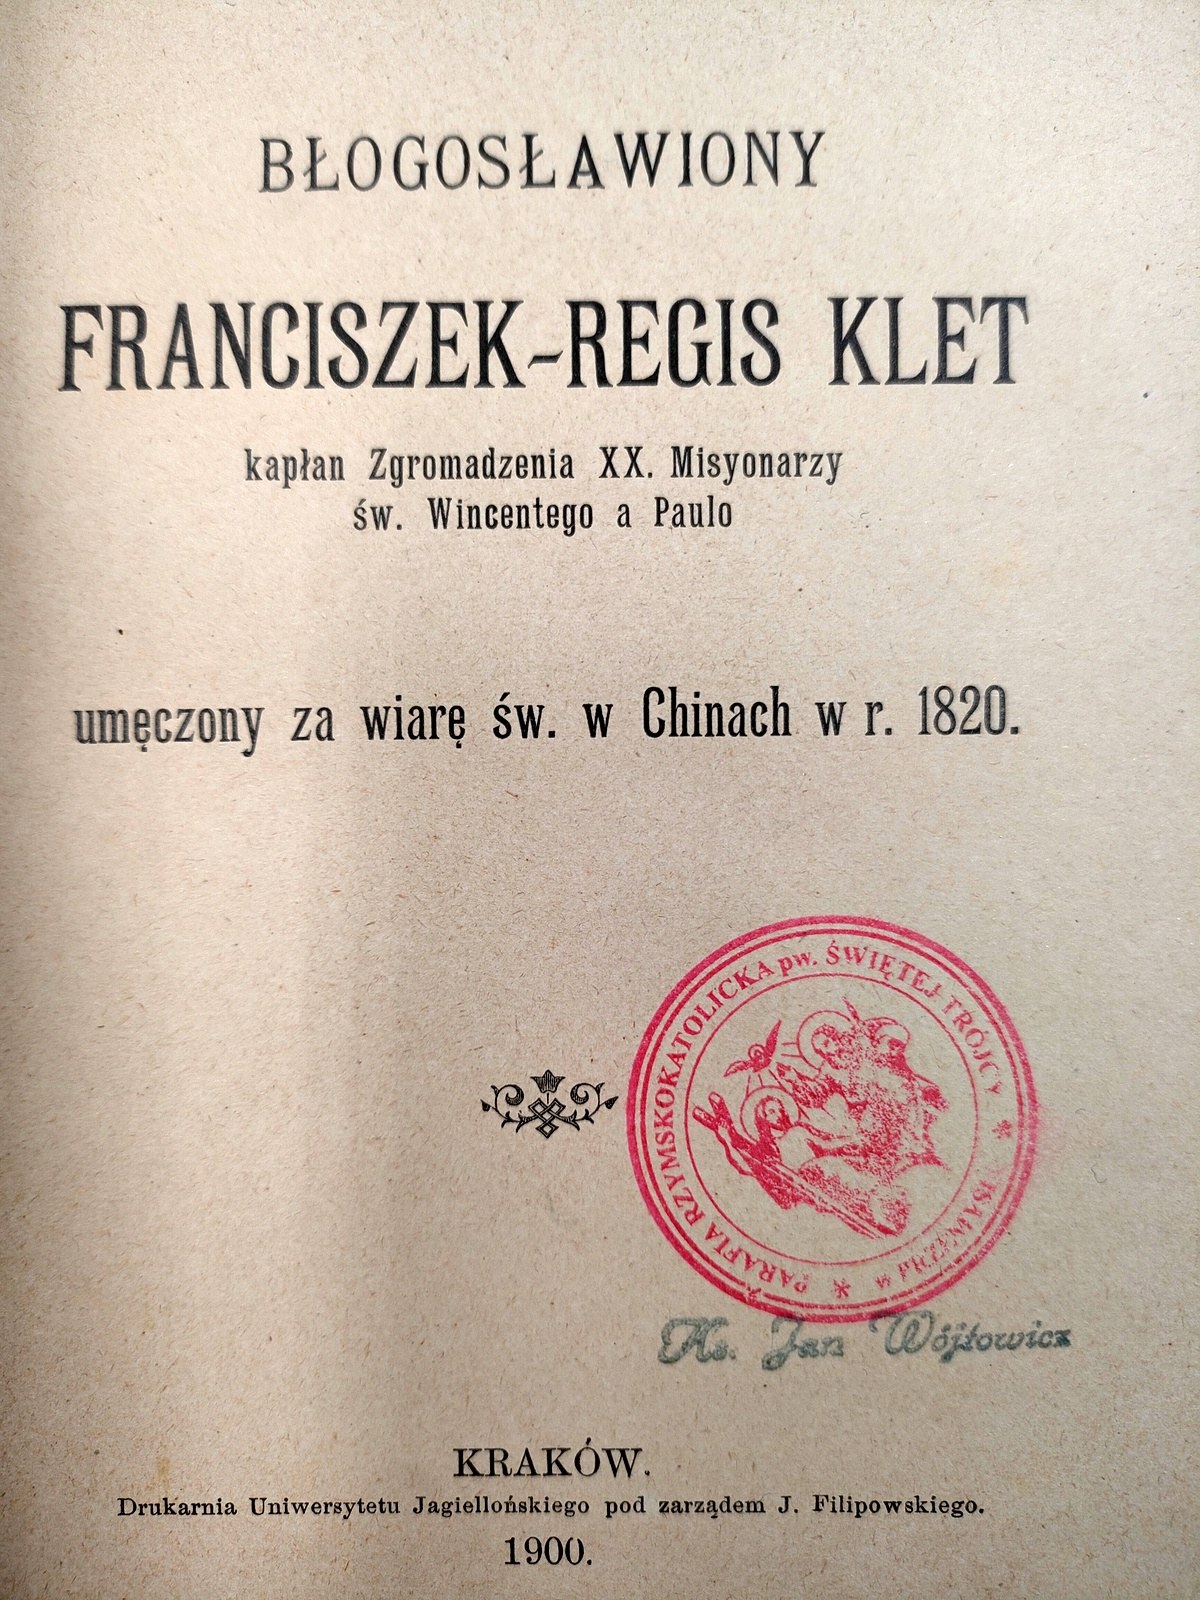 BŁOGOSŁAWIONY
FRANCISZEK-REGIS KLET
kapłan Zgromadzenia XX. Misyonarzy
św. Wincentego a Paulo
umęczony za wiarę św. w Chinach w r. 1820.
PARAFIA RZYMSKOKATOLICKA pw. ŚWIĘTEJ TRÓJCY * w * 
Ks. Jan Wójtowicz
KRAKÓW.
Drukarnia Uniwersytetu Jagiellońskiego pod zarządem J. Filipowskiego.
1900.